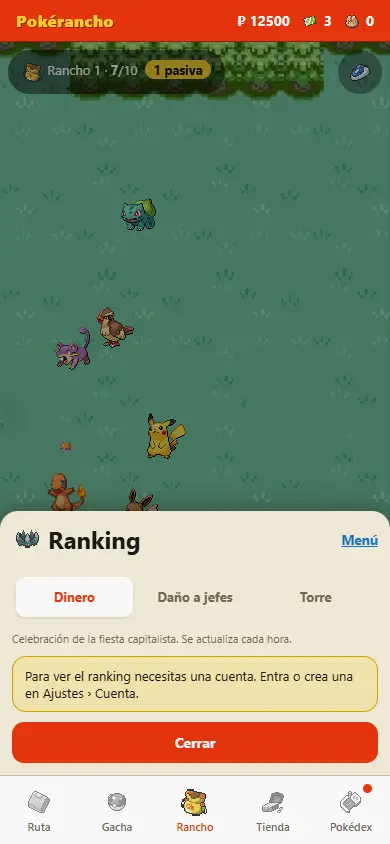 Pokérancho
₽ 12500 3 0
Rancho 1 · 7/10 1 pasiva
Ranking
Menú
Dinero Daño a jefes Torre
Celebración de la fiesta capitalista. Se actualiza cada hora.
Para ver el ranking necesitas una cuenta. Entra o crea una
en Ajustes › Cuenta.
Cerrar
Ruta Gacha Rancho Tienda Pokédex